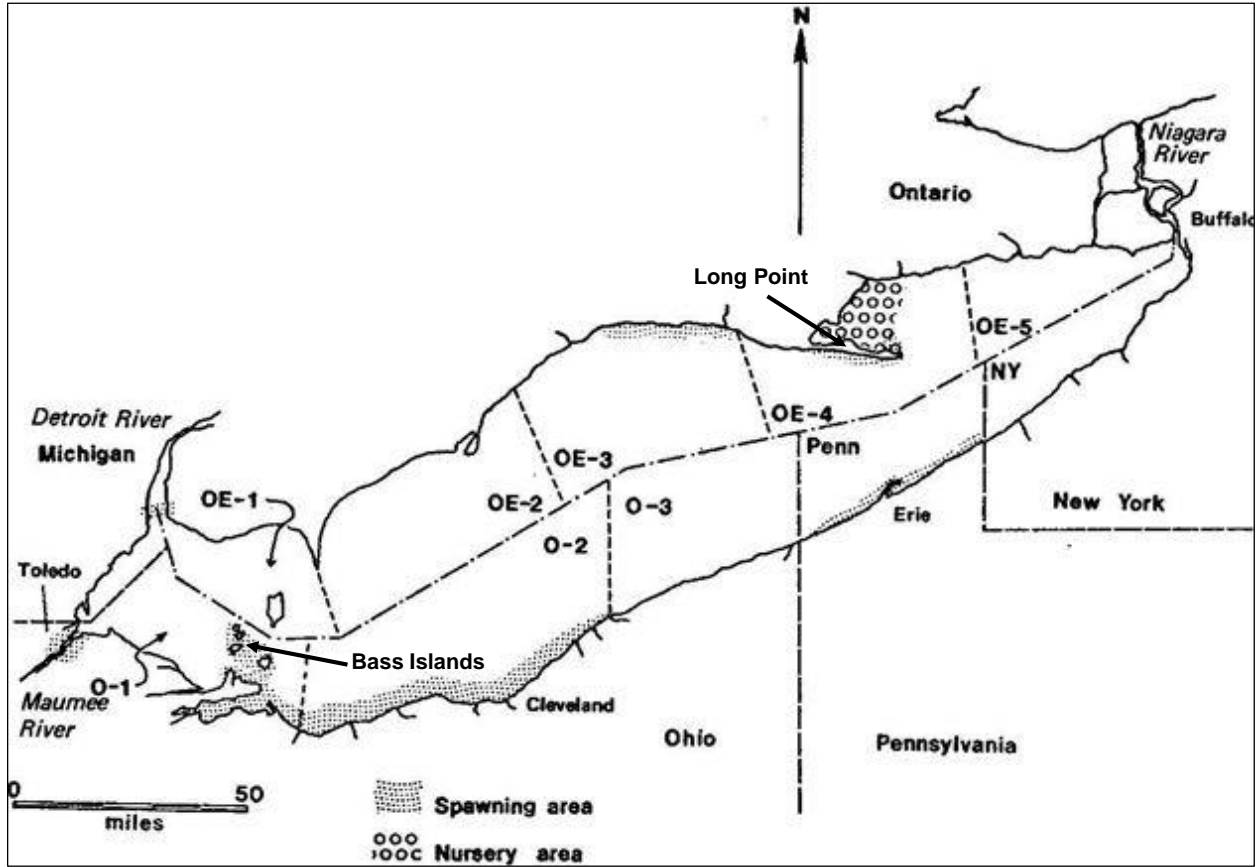 N
Niagara
River
Ontario
Buffalo
Long Point
OE-5
NY
Detroit River
Michigan
OE-4
Penn
OE-3
OE-1
OE-2
O-3
Erie
New York
O-2
Toledo
Bass Islands
O-1
Maumee
River
Cleveland
Ohio
Pennsylvania
0
50
miles
Spawning area
Nursery area